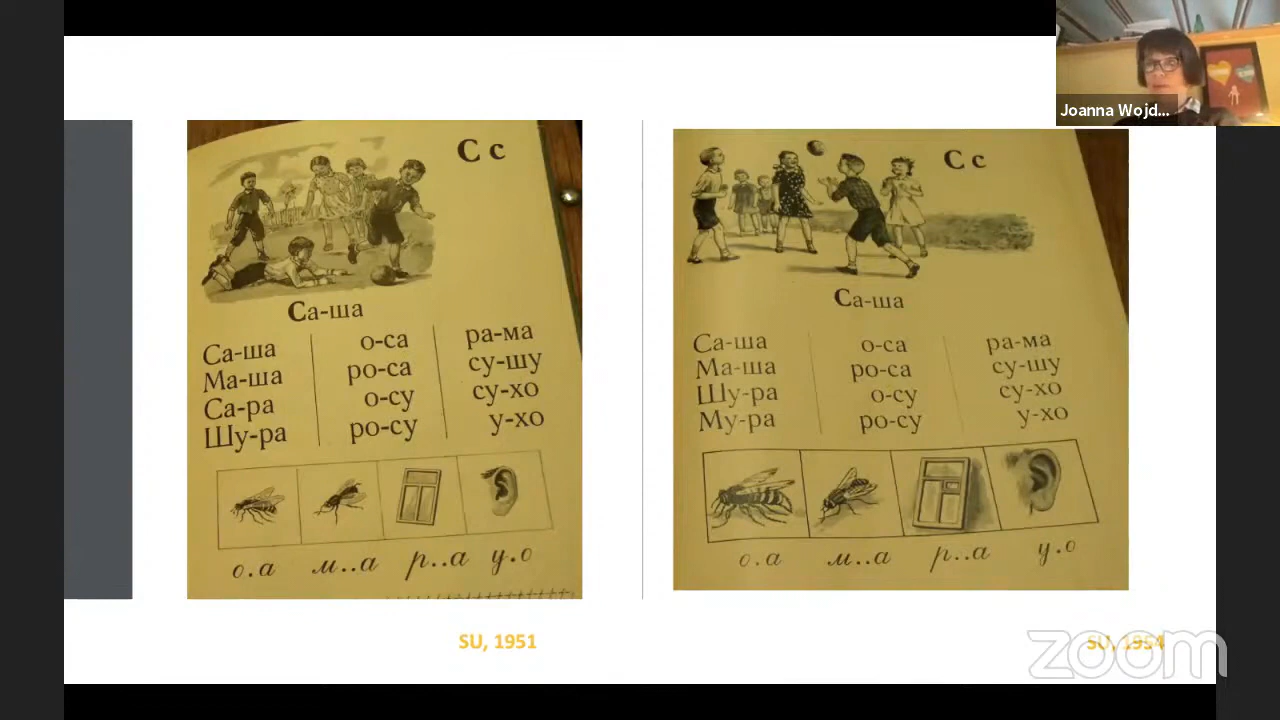 Joanna Wojd...
С с
Са-ша
Са-ша
Ма-ша
Са-ра
Шу-ра
о-са
ро-са
о-су
ро-су
ра-ма
су-шу
су-хо
у-хо
о.а м..а р..а у.о
SU, 1951
С с
Са-ша
Са-ша
Ма-ша
Шу-ра
Му-ра
о-са
ро-са
о-су
ро-су
ра-ма
су-шу
су-хо
у-хо
о.а м..а р..а у.о
SU, 1954
zoom